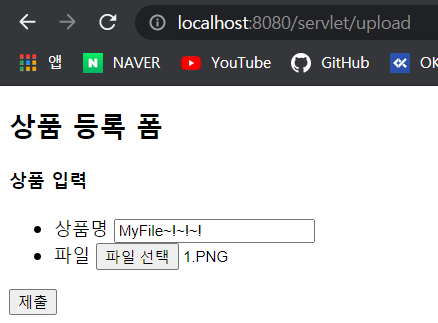 localhost:8080/servlet/upload
앱 NAVER YouTube GitHub OK
상품 등록 폼
상품 입력
상품명 MyFile~!~!~!
파일 파일 선택 1.PNG
제출